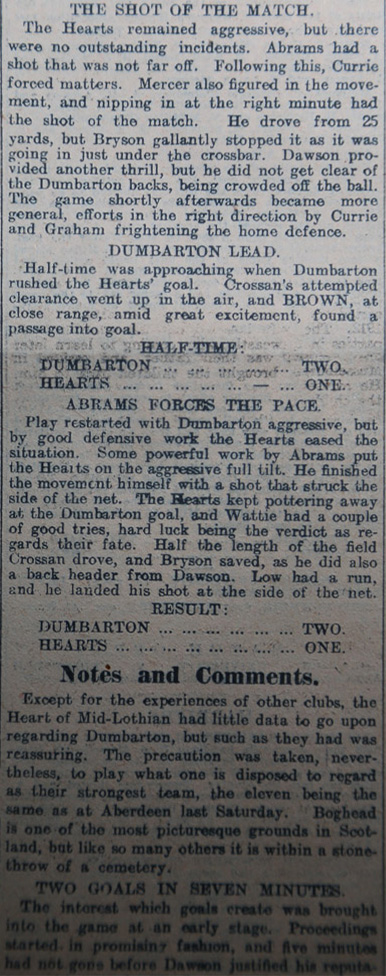 THE SHOT OF THE MATCH.
The Hearts remained aggressive, but there
were no outstanding incidents. Abrams had a
shot that was not far off. Following this, Currie
forced matters. Mercer also figured in the move-
ment, and nipping in at the right minute had
the shot of the match. He drove from 25
yards, but Bryson gallantly stopped it as it was
going in just under the crossbar. Dawson pro-
vided another thrill, but he did not get clear of
the Dumbarton backs, being crowded off the ball.
The game shortly afterwards became more
general, efforts in the right direction by Currie
and Graham frightening the home defence.
DUMBARTON LEAD.
Half-time was approaching when Dumbarton
rushed the Hearts' goal. Crossan's attempted
clearance went up in the air, and BROWN, at
close range, amid great excitement, found a
passage into goal.
HALF-TIME:
DUMBARTON ... ... ... ... ... TWO.
HEARTS ... ... ... ... ... — ... ONE.
ABRAMS FORCES THE PACE.
Play restarted with Dumbarton aggressive, but
by good defensive work the Hearts eased the
situation. Some powerful work by Abrams put
the Hearts on the aggressive full tilt. He finished
the movement himself with a shot that struck the
side of the net. The Hearts kept pottering away
at the Dumbarton goal, and Wattie had a couple
of good tries, hard luck being the verdict as re-
gards their fate. Half the length of the field
Crossan drove, and Bryson saved, as he did also
a back header from Dawson. Low had a run,
and he landed his shot at the side of the net.
RESULT:
DUMBARTON ... ... ... ... ... ... TWO.
HEARTS ... ... ... ... ... ... ... ONE.
Notes and Comments.
Except for the experiences of other clubs, the
Heart of Mid-Lothian had little data to go upon
regarding Dumbarton, but such as they had was
reassuring. The precaution was taken, never-
theless, to play what one is disposed to regard
as their strongest team, the eleven being the
same as at Aberdeen last Saturday. Boghead
is one of the most picturesque grounds in Scot-
land, but like so many others it is within a stone-
throw of a cemetery.
TWO GOALS IN SEVEN MINUTES.
The interest which goals create was brought
into the game at an early stage. Proceedings
started in promising fashion, and five minutes
had not gone before Dawson justified his reputa-